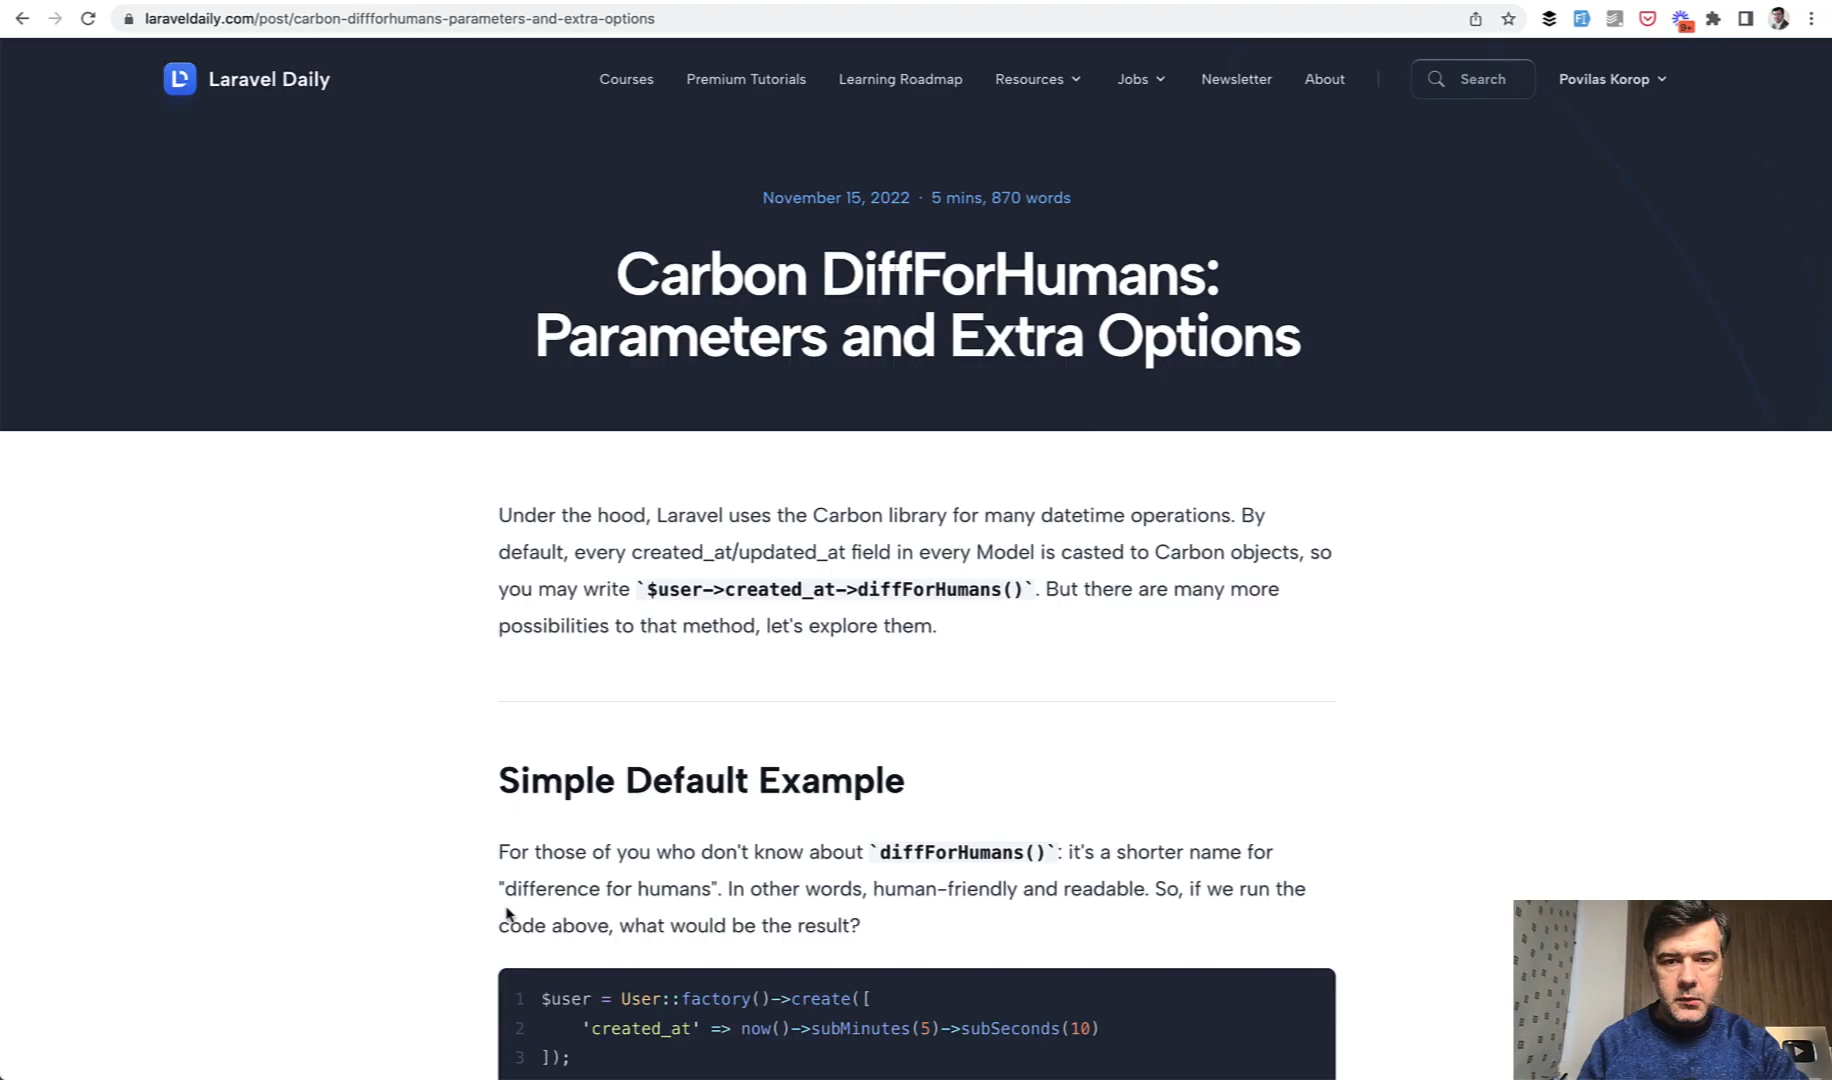 laraveldaily.com/post/carbon-diffforhumans-parameters-and-extra-options
9+
Laravel Daily
Courses
Premium Tutorials
Learning Roadmap
Resources
Jobs
Newsletter
About
Search
Povilas Korop
November 15, 2022 · 5 mins, 870 words
Carbon DiffForHumans:
Parameters and Extra Options
Under the hood, Laravel uses the Carbon library for many datetime operations. By
default, every created_at/updated_at field in every Model is casted to Carbon objects, so
you may write `$user->created_at->diffForHumans()`. But there are many more
possibilities to that method, let's explore them.
Simple Default Example
For those of you who don't know about `diffForHumans()`: it's a shorter name for
"difference for humans". In other words, human-friendly and readable. So, if we run the
code above, what would be the result?
1 $user = User::factory()->create([
2 'created_at' => now()->subMinutes(5)->subSeconds(10)
3 ]);